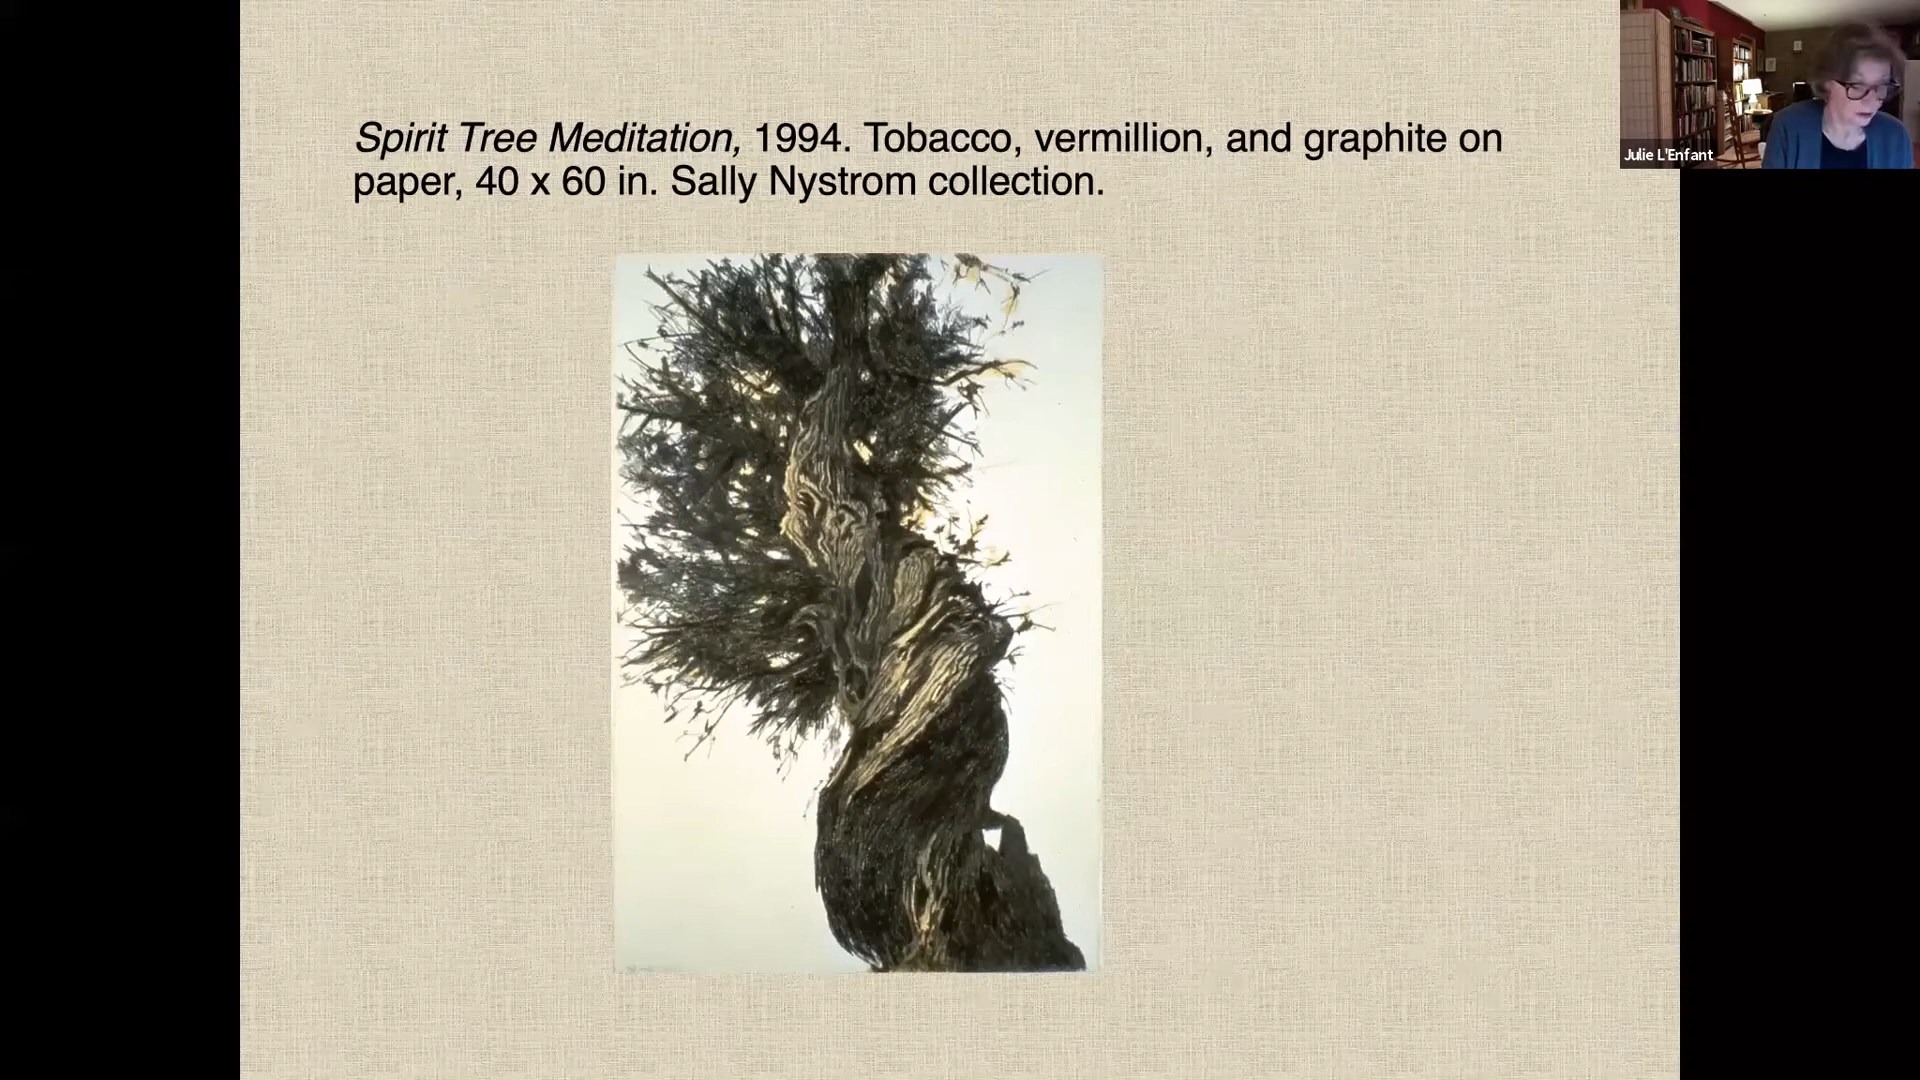 Spirit Tree Meditation, 1994. Tobacco, vermillion, and graphite on
paper, 40 x 60 in. Sally Nystrom collection.
Julie L'Enfant